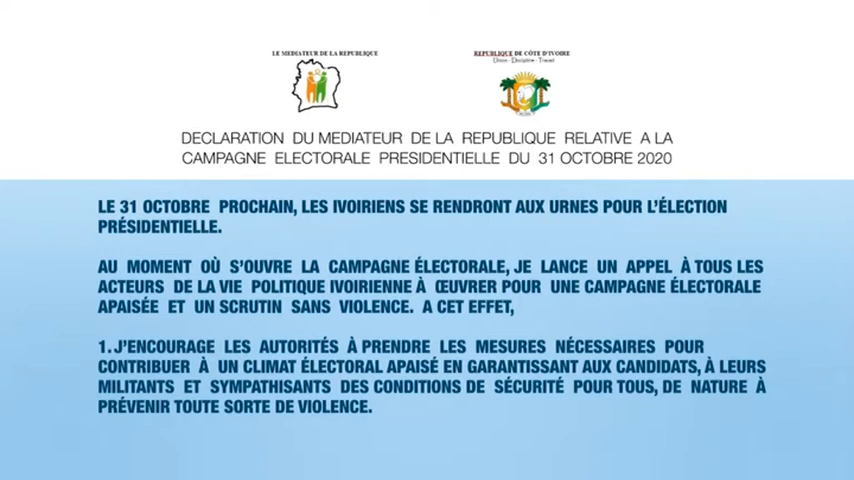 LE MEDIATEUR DE LA REPUBLIQUE
REPUBLIQUE DE CÔTE D'IVOIRE
Union - Discipline - Travail
DECLARATION DU MEDIATEUR DE LA REPUBLIQUE RELATIVE A LA
CAMPAGNE ELECTORALE PRESIDENTIELLE DU 31 OCTOBRE 2020
LE 31 OCTOBRE PROCHAIN, LES IVOIRIENS SE RENDRONT AUX URNES POUR L'ÉLECTION
PRÉSIDENTIELLE.
AU MOMENT OÙ S'OUVRE LA CAMPAGNE ÉLECTORALE, JE LANCE UN APPEL À TOUS LES
ACTEURS DE LA VIE POLITIQUE IVOIRIENNE À ŒUVRER POUR UNE CAMPAGNE ÉLECTORALE
APAISÉE ET UN SCRUTIN SANS VIOLENCE. A CET EFFET,
1. J'ENCOURAGE LES AUTORITÉS À PRENDRE LES MESURES NÉCESSAIRES POUR
CONTRIBUER À UN CLIMAT ÉLECTORAL APAISÉ EN GARANTISSANT AUX CANDIDATS, À LEURS
MILITANTS ET SYMPATHISANTS DES CONDITIONS DE SÉCURITÉ POUR TOUS, DE NATURE À
PRÉVENIR TOUTE SORTE DE VIOLENCE.